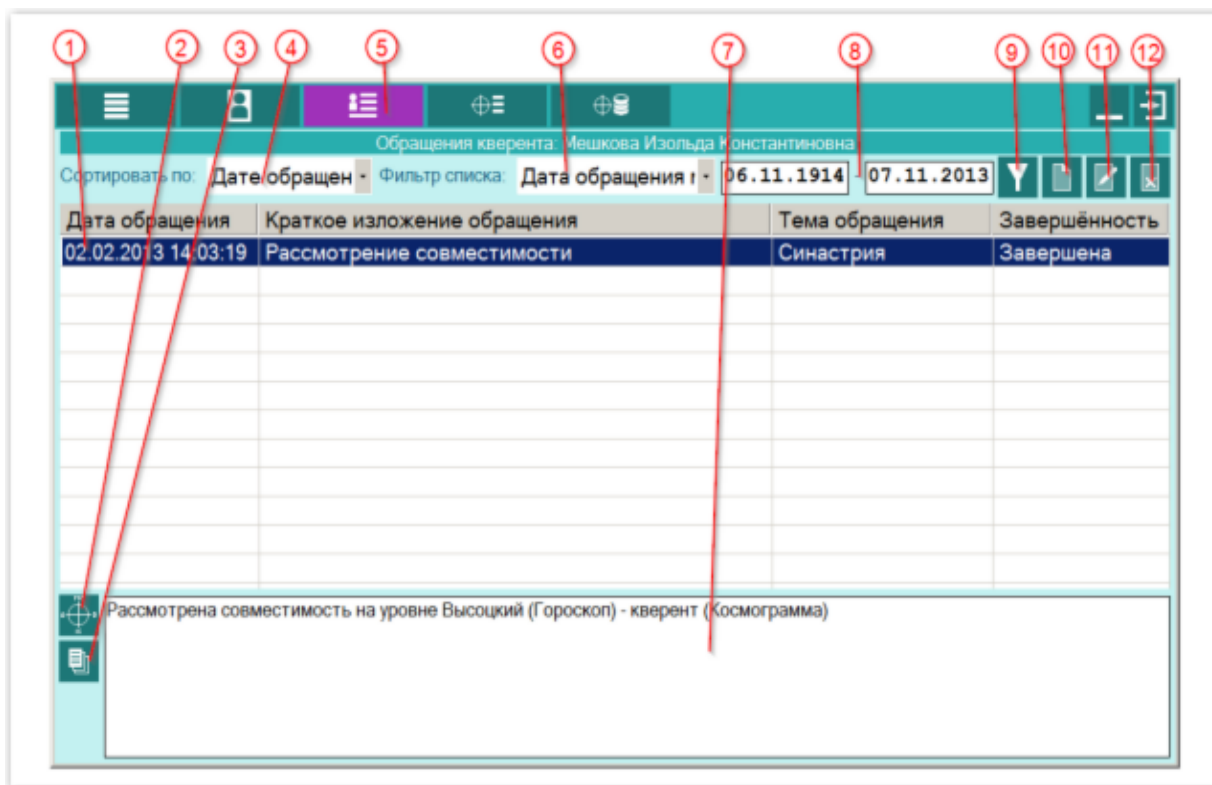 1 2 3 4 5 6 7 8 9 10 11 12
Обращения кверента: Мешкова Изольда Константиновна
Сортировать по: Дате обращен Фильтр списка: Дата обращения 06.11.1914 - 07.11.2013
Дата обращения Краткое изложение обращения Тема обращения Завершённость
02.02.2013 14:03:19 Рассмотрение совместимости Синастрия Завершена
Рассмотрена совместимость на уровне Высоцкий (Гороскоп) - кверент (Космограмма)